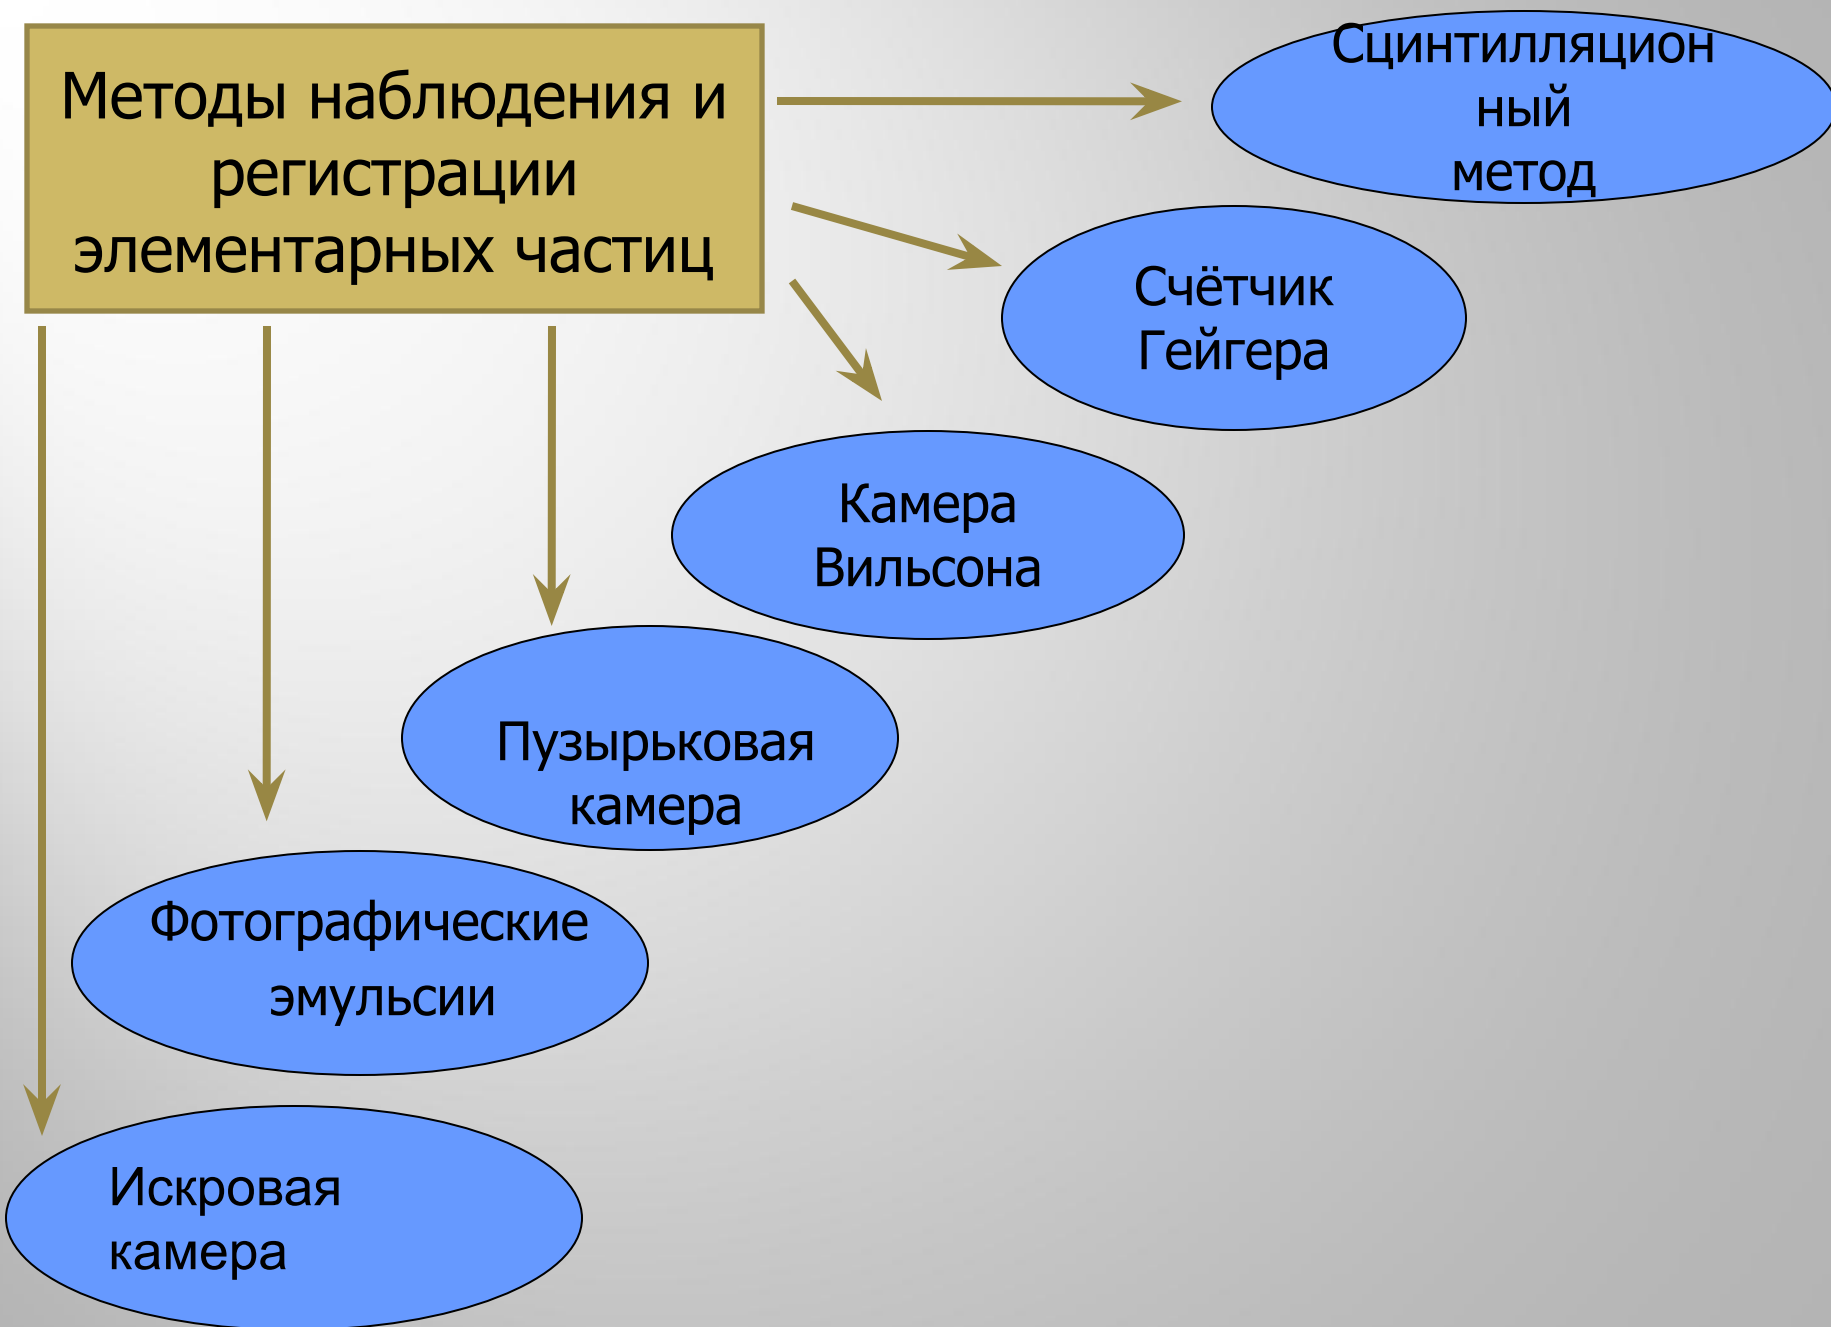 Методы наблюдения и
регистрации
элементарных частиц
Сцинтилляцион
ный
метод
Счётчик
Гейгера
Камера
Вильсона
Пузырьковая
камера
Фотографические
эмульсии
Искровая
камера